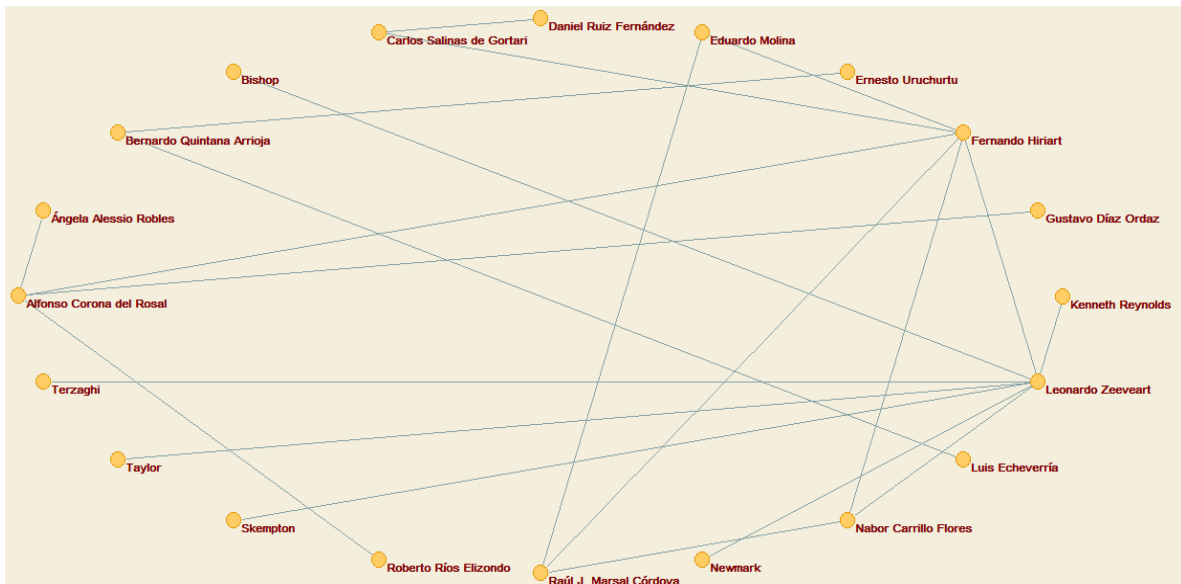 Daniel Ruiz Fernández
Carlos Salinas de Gortari
Eduardo Molina
Bishop
Ernesto Uruchurtu
Bernardo Quintana Arrioja
Fernando Hiriart
Ángela Alessio Robles
Gustavo Díaz Ordaz
Alfonso Corona del Rosal
Kenneth Reynolds
Terzaghi
Leonardo Zeeveart
Taylor
Luis Echeverría
Skempton
Nabor Carrillo Flores
Roberto Ríos Elizondo
Newmark
Raúl J. Marsal Córdova